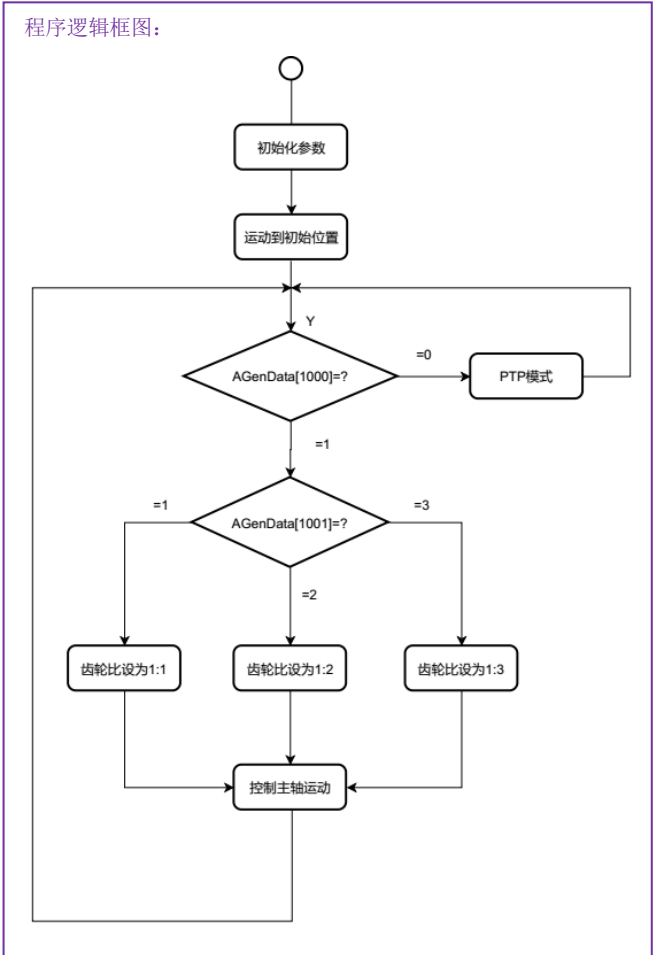 程序逻辑框图：
初始化参数
运动到初始位置
Y
AGenData[1000]=?
=0
PTP模式
=1
AGenData[1001]=?
=1
=3
=2
齿轮比设为1:1
齿轮比设为1:2
齿轮比设为1:3
控制主轴运动